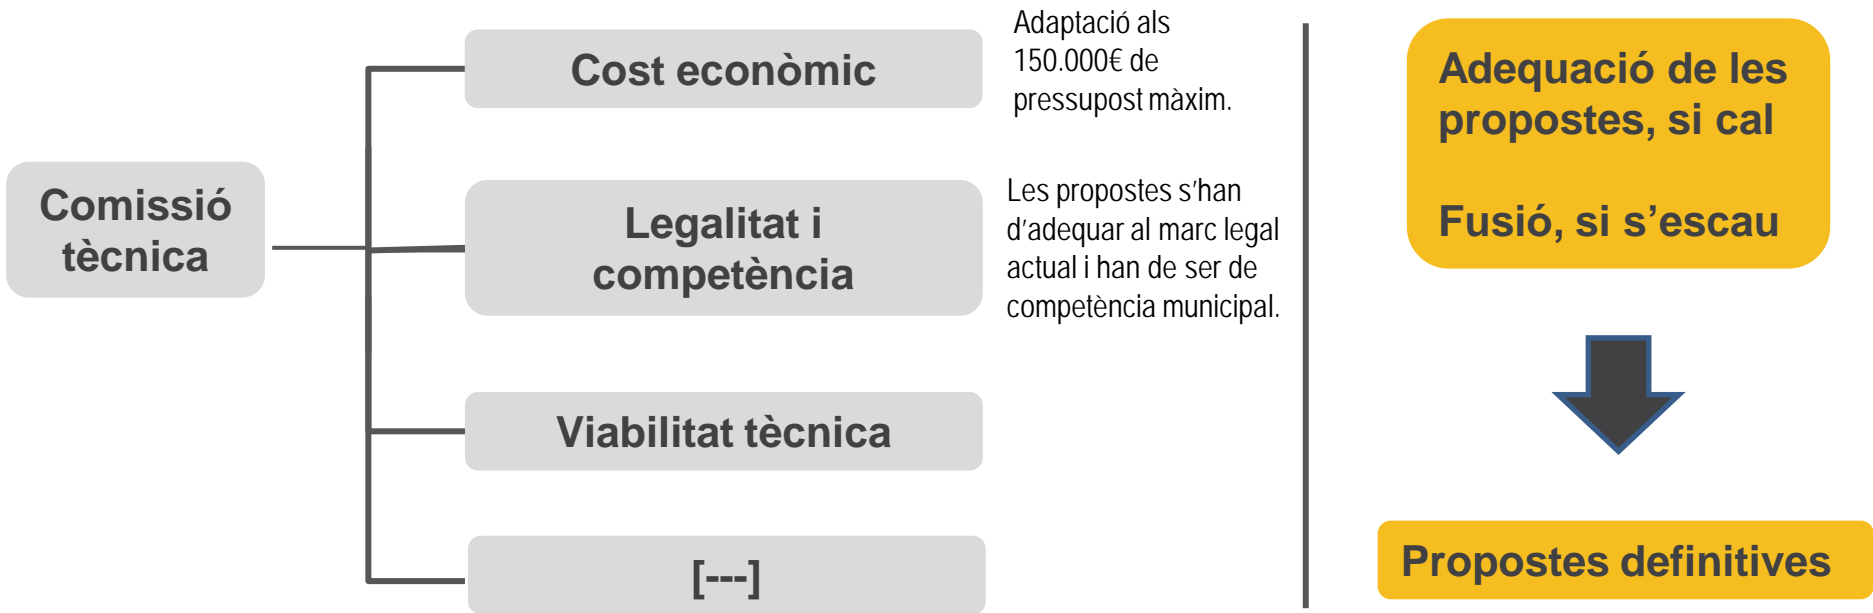 Comissió
tècnica
Cost econòmic
Adaptació als
150.000€ de
pressupost màxim.
Legalitat i
competència
Les propostes s’han
d’adequar al marc legal
actual i han de ser de
competència municipal.
Viabilitat tècnica
[---]
Adequació de les
propostes, si cal
Fusió, si s’escau
Propostes definitives